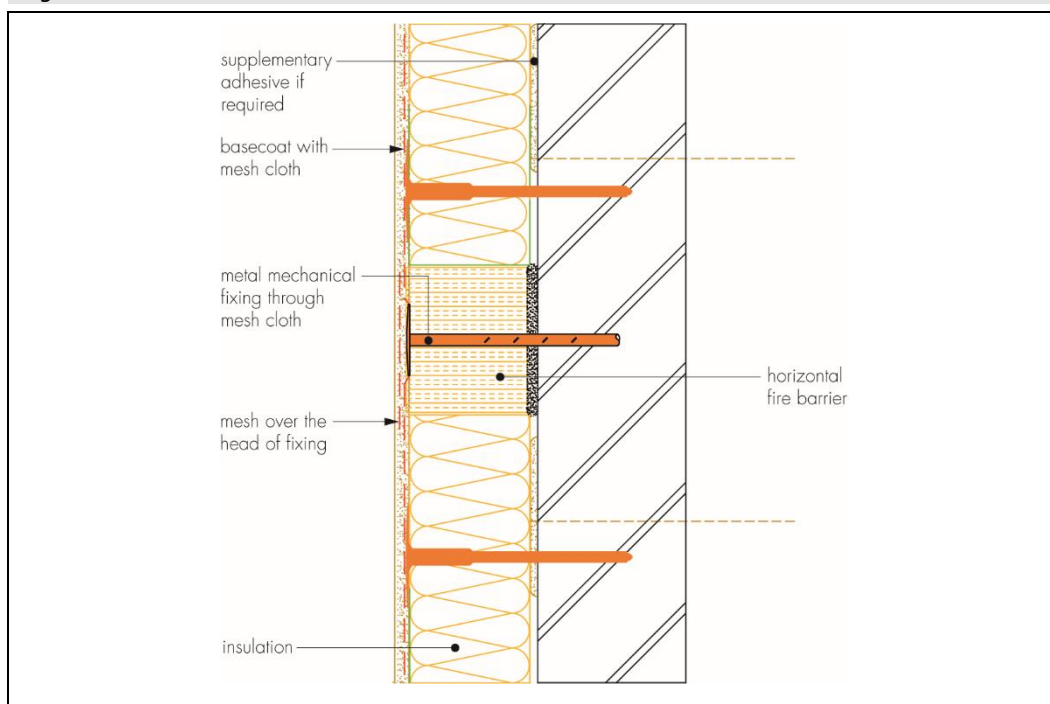 supplementary
adhesive if
required
basecoat with
mesh cloth
metal mechanical
fixing through
mesh cloth
horizontal
fire barrier
mesh over the
head of fixing
insulation